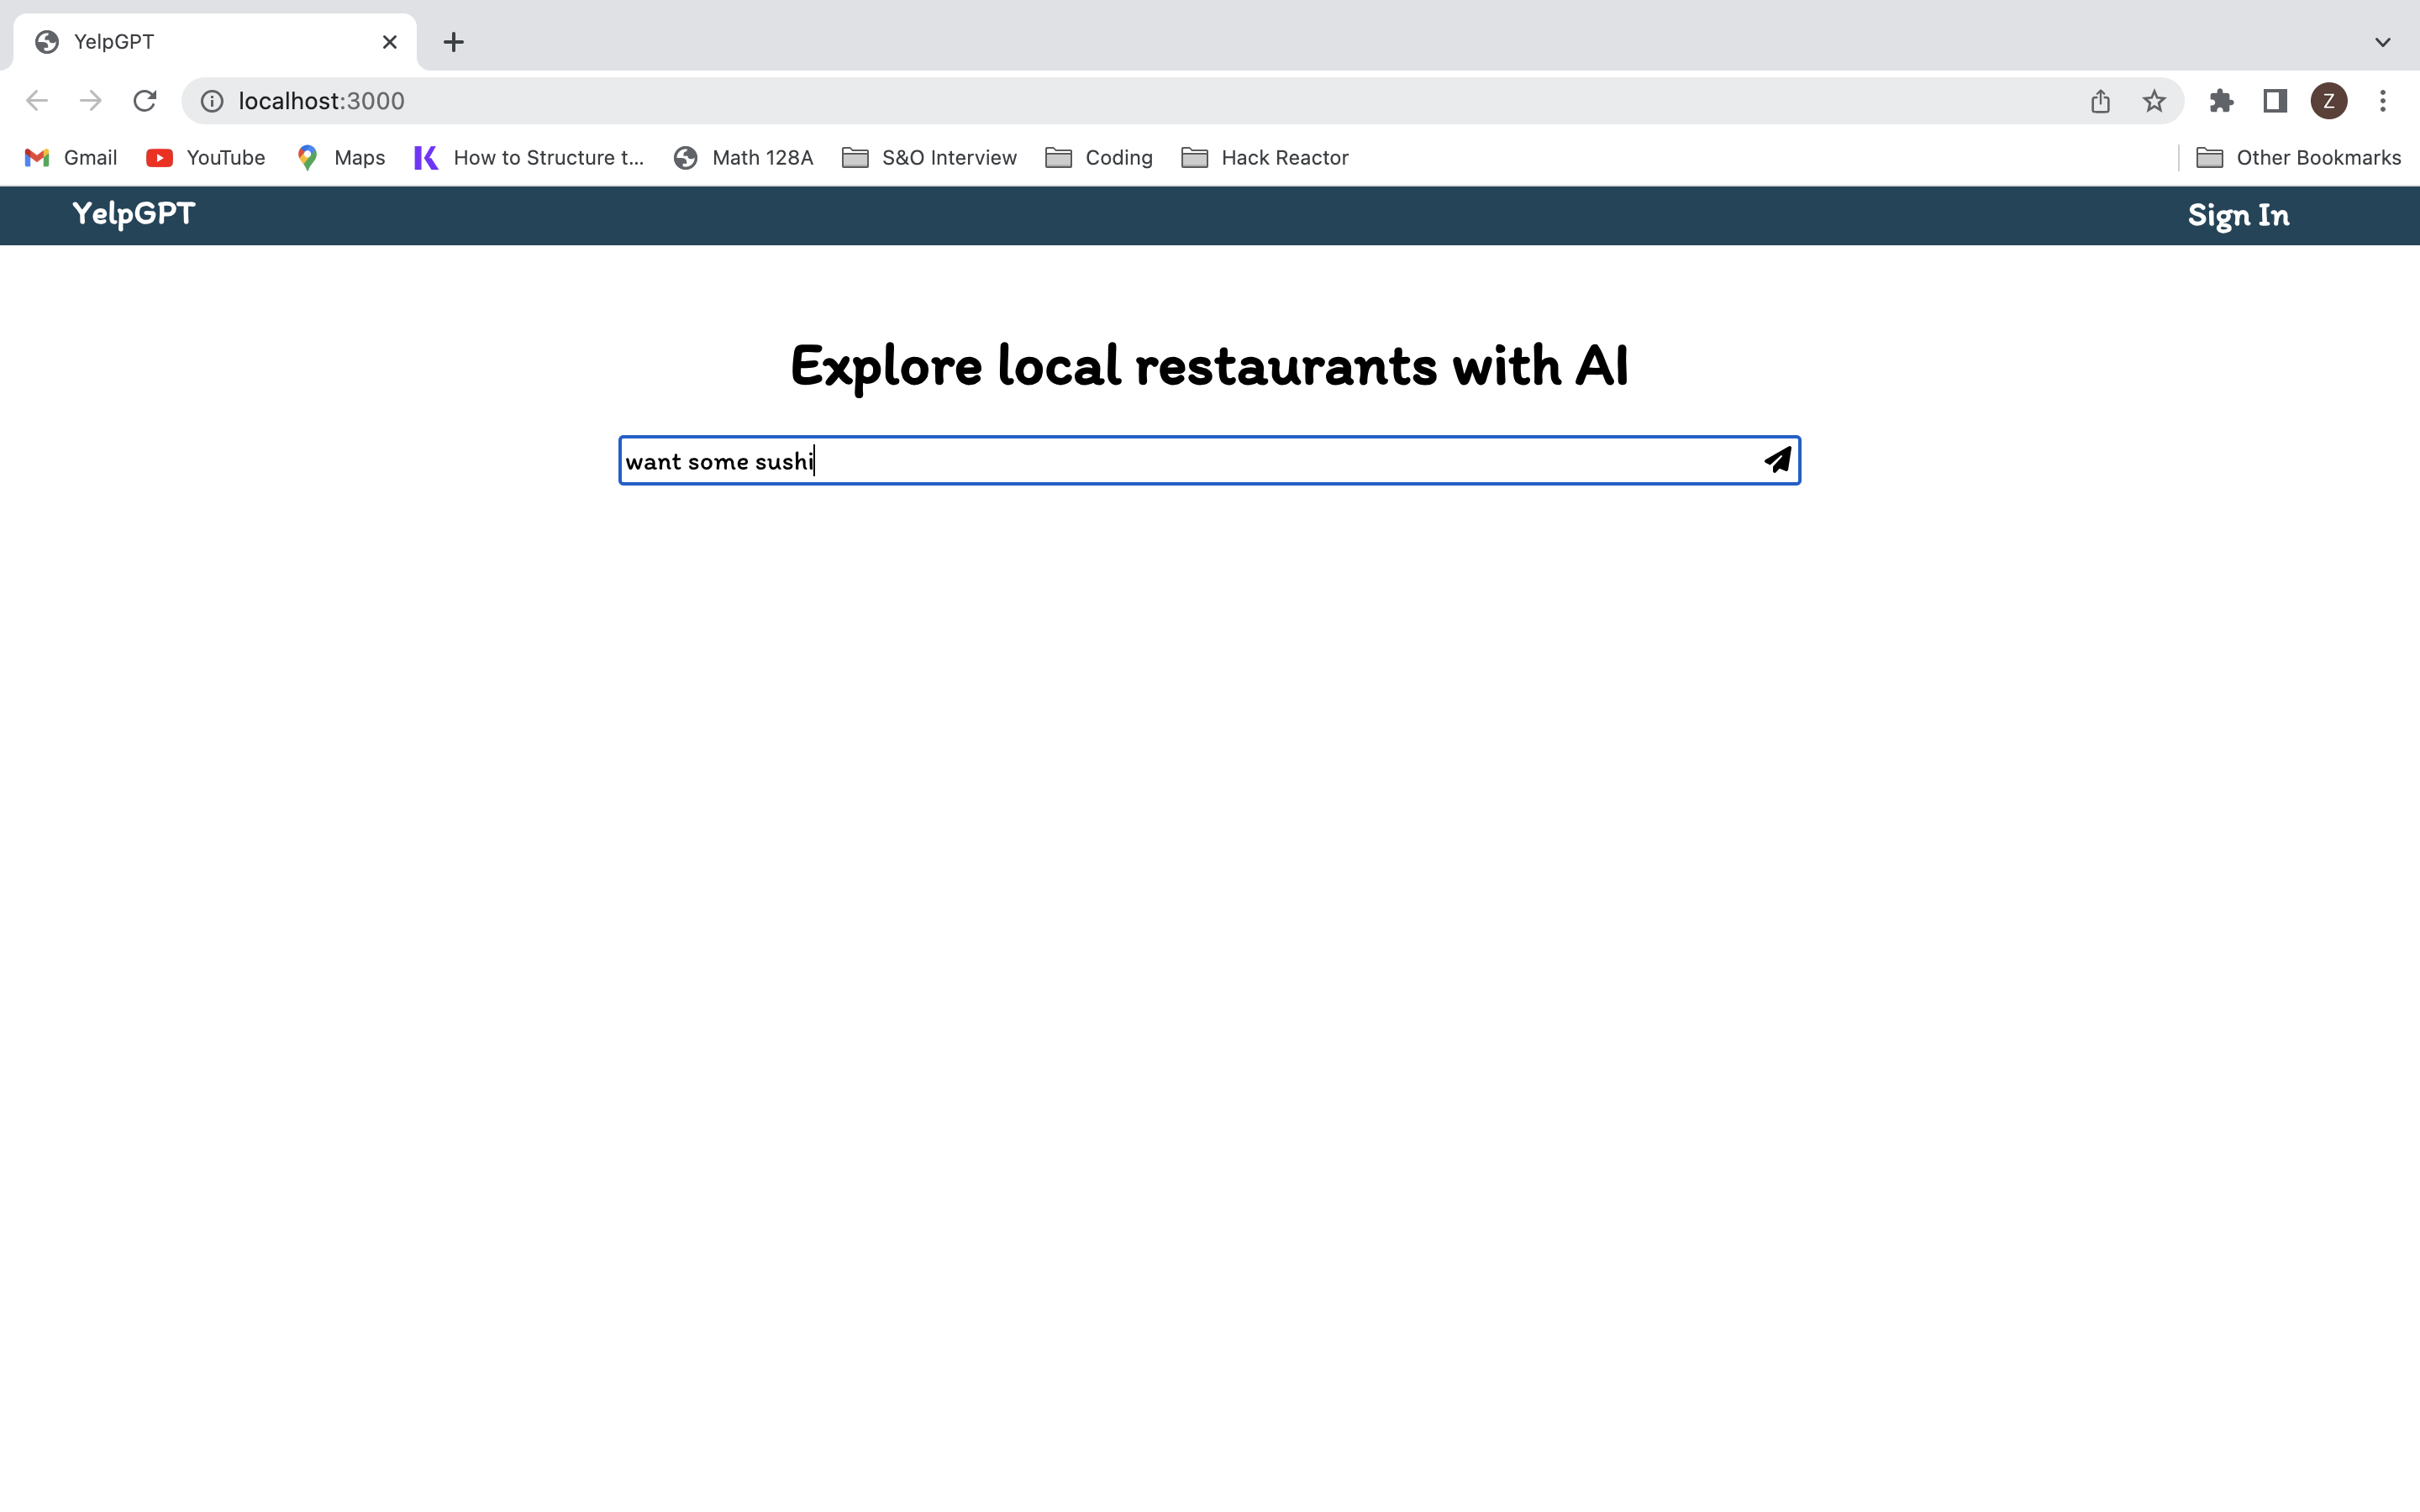 YelpGPT
localhost:3000
Z
Gmail YouTube Maps How to Structure t... Math 128A S&O Interview Coding Hack Reactor Other Bookmarks
YelpGPT Sign In
Explore local restaurants with AI
want some sushi